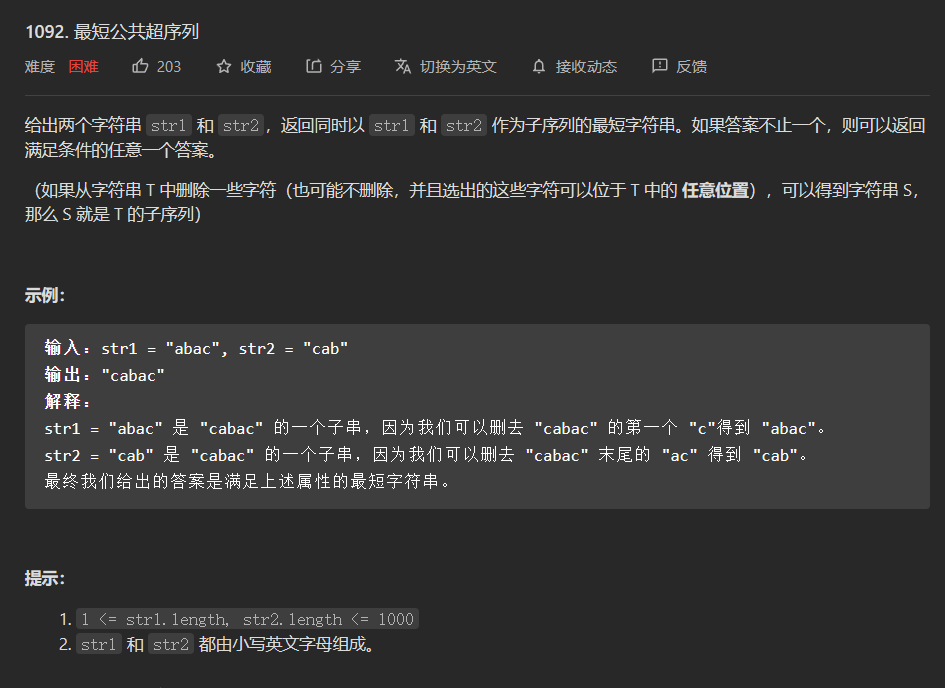 1092. 最短公共超序列
难度 困难 203 收藏 分享 切换为英文 接收动态 反馈
给出两个字符串 str1 和 str2，返回同时以 str1 和 str2 作为子序列的最短字符串。如果答案不止一个，则可以返回
满足条件的任意一个答案。
（如果从字符串 T 中删除一些字符（也可能不删除，并且选出的这些字符可以位于 T 中的 任意位置），可以得到字符串 S，
那么 S 就是 T 的子序列）
示例：
输入：str1 = "abac", str2 = "cab"
输出："cabac"
解释：
str1 = "abac" 是 "cabac" 的一个子串，因为我们可以删去 "cabac" 的第一个 "c"得到 "abac"。
str2 = "cab" 是 "cabac" 的一个子串，因为我们可以删去 "cabac" 末尾的 "ac" 得到 "cab"。
最终我们给出的答案是满足上述属性的最短字符串。
提示：
1. 1 <= str1.length, str2.length <= 1000
2. str1 和 str2 都由小写英文字母组成。